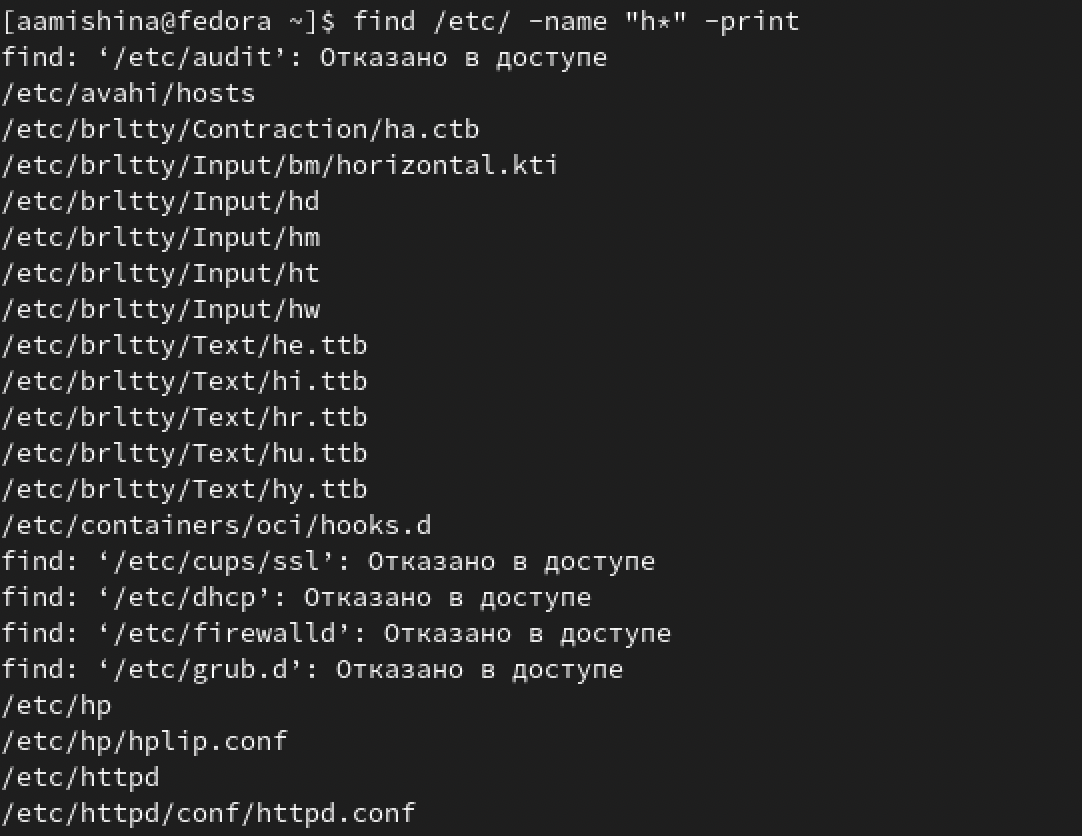 [aamishina@fedora ~]$ find /etc/ -name "h*" -print
find: ‘/etc/audit’: Отказано в доступе
/etc/avahi/hosts
/etc/brltty/Contraction/ha.ctb
/etc/brltty/Input/bm/horizontal.kti
/etc/brltty/Input/hd
/etc/brltty/Input/hm
/etc/brltty/Input/ht
/etc/brltty/Input/hw
/etc/brltty/Text/he.ttb
/etc/brltty/Text/hi.ttb
/etc/brltty/Text/hr.ttb
/etc/brltty/Text/hu.ttb
/etc/brltty/Text/hy.ttb
/etc/containers/oci/hooks.d
find: ‘/etc/cups/ssl’: Отказано в доступе
find: ‘/etc/dhcp’: Отказано в доступе
find: ‘/etc/firewalld’: Отказано в доступе
find: ‘/etc/grub.d’: Отказано в доступе
/etc/hp
/etc/hp/hplip.conf
/etc/httpd
/etc/httpd/conf/httpd.conf